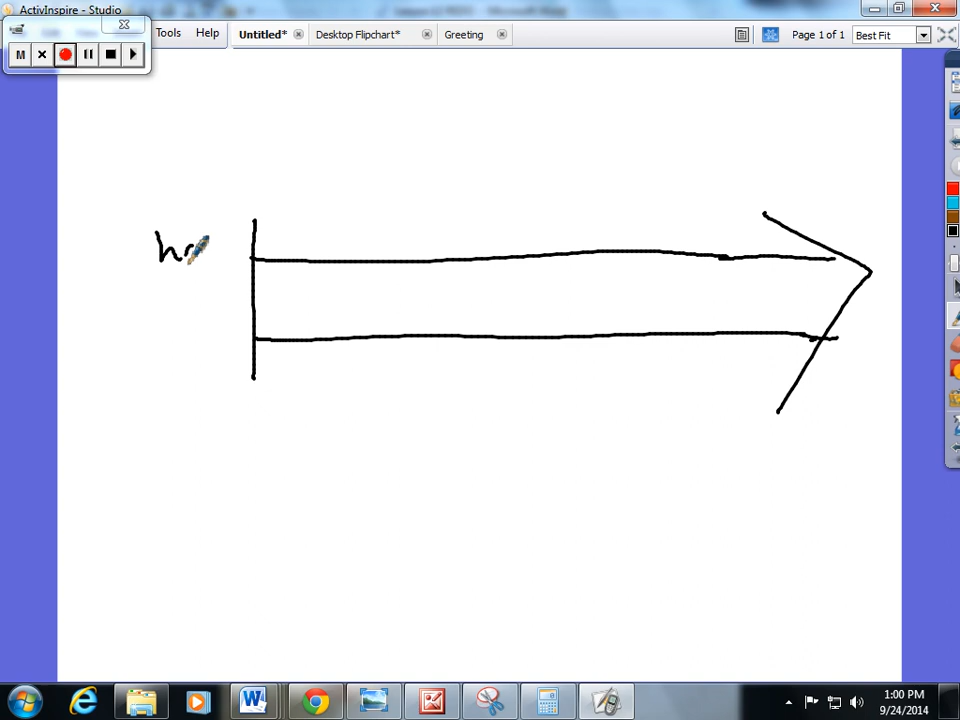 ActivInspire - Studio
Tools Help
Untitled* Desktop Flipchart* Greeting Page 1 of 1 Best Fit
M
h
1:00 PM
9/24/2014